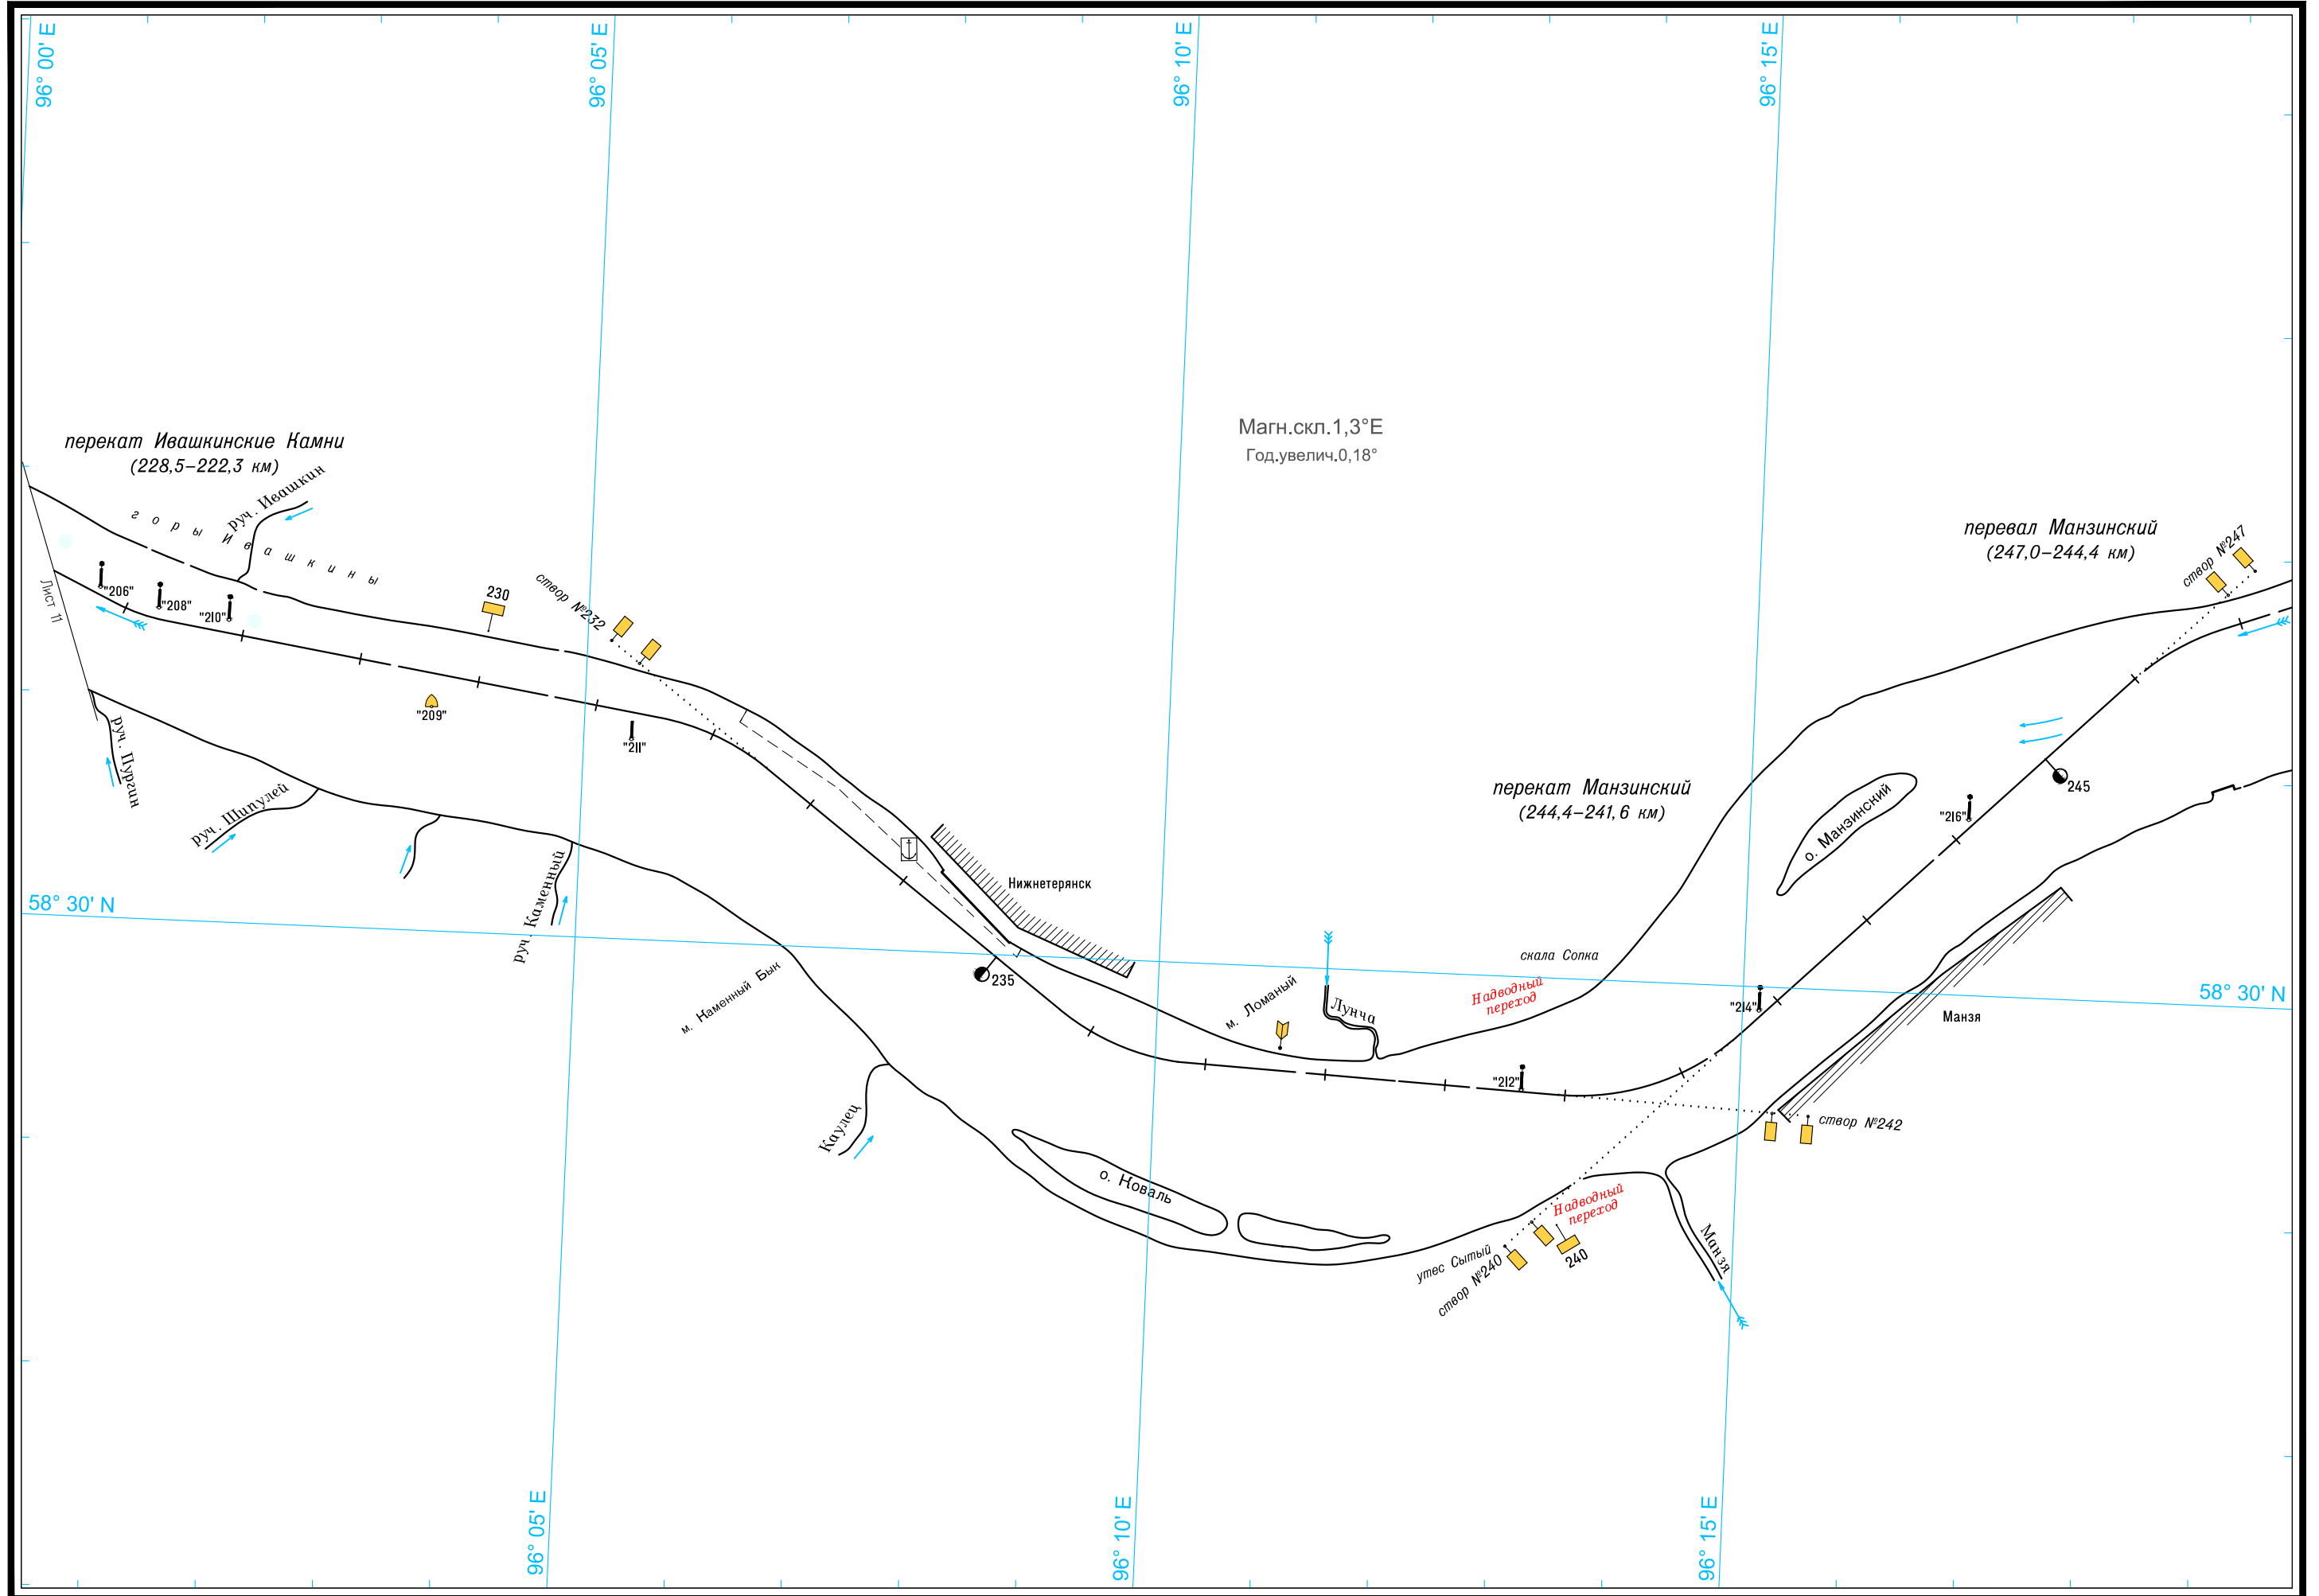 96° 00' E
96° 05' E
96° 10' E
96° 15' E
Магн.скл.1,3°E
Год.увелич.0,18°
перекат Ивашкинские Камни
(228,5-222,3 км)
руч. Ивашкин
горы Ивашкины
перевал Манзинский
(247,0-244,4 км)
створ №247
Лист 11
"206"
"208"
"210"
230
створ №232
"209"
"211"
руч. Пургин
руч. Шипулей
руч. Каменный
перекат Манзинский
(244,4-241,6 км)
о. Манзинский
"216"
245
Нижнетерянск
58° 30' N
235
м. Каменный Бык
скала Сопка
Надводный
переход
м. Ломаный
Лунча
"214"
58° 30' N
Манзя
"212"
створ №242
Каулец
о. Коваль
Надводный
переход
утес Сытый
створ №240
240
Манзя
96° 05' E
96° 10' E
96° 15' E